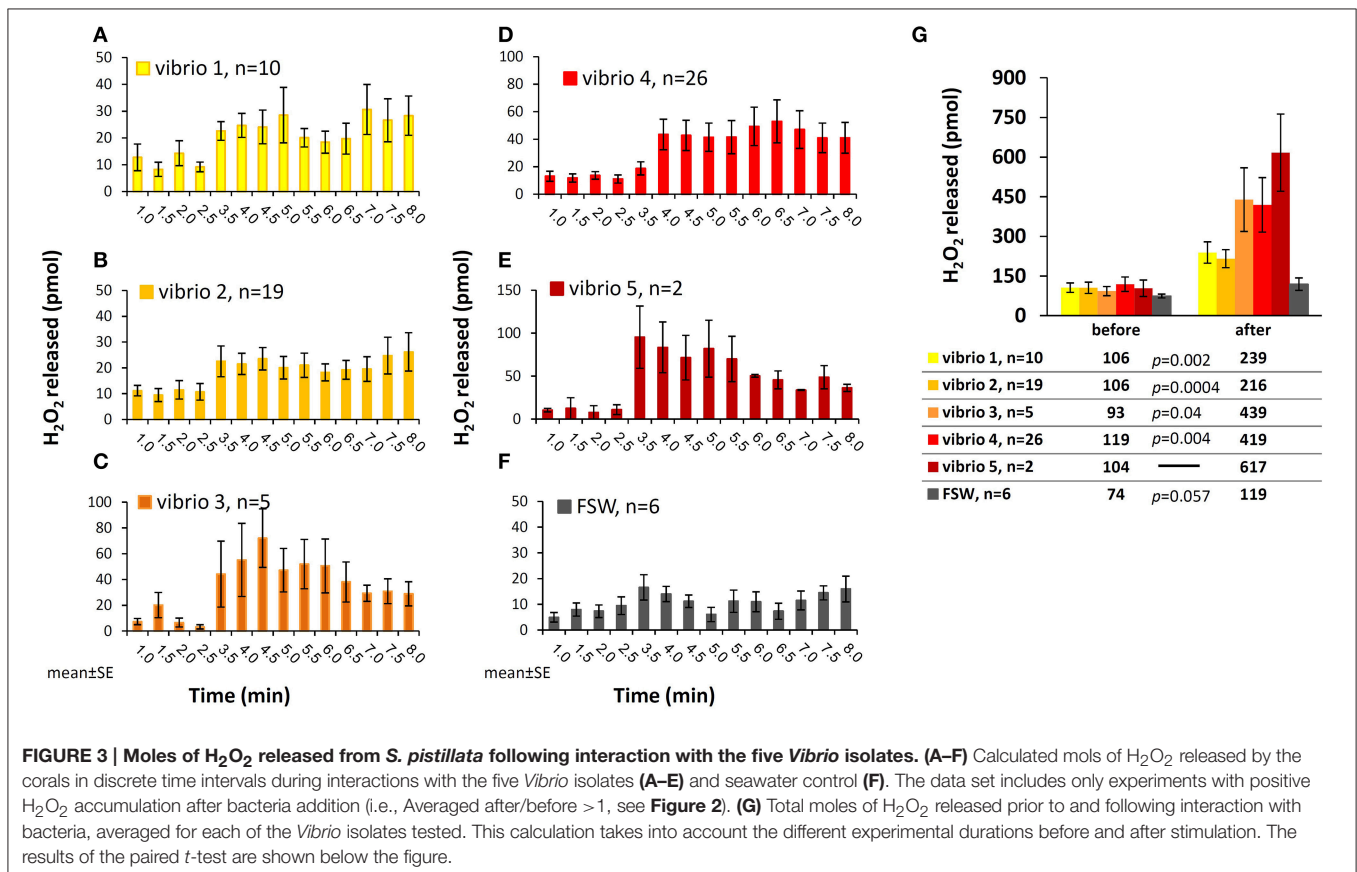 A
vibrio 1, n=10
50
40
30
20
10
0
1.0 1.5 2.0 2.5 3.5 4.0 4.5 5.0 5.5 6.0 6.5 7.0 7.5 8.0
B
vibrio 2, n=19
50
40
30
20
10
0
1.0 1.5 2.0 2.5 3.5 4.0 4.5 5.0 5.5 6.0 6.5 7.0 7.5 8.0
C
vibrio 3, n=5
100
80
60
40
20
0
1.0 1.5 2.0 2.5 3.5 4.0 4.5 5.0 5.5 6.0 6.5 7.0 7.5 8.0
H₂O₂ released (pmol)
mean±SE
Time (min)
D
vibrio 4, n=26
100
80
60
40
20
0
1.0 1.5 2.0 2.5 3.5 4.0 4.5 5.0 5.5 6.0 6.5 7.0 7.5 8.0
E
vibrio 5, n=2
150
100
50
0
1.0 1.5 2.0 2.5 3.5 4.0 4.5 5.0 5.5 6.0 6.5 7.0 7.5 8.0
F
FSW, n=6
50
40
30
20
10
0
1.0 1.5 2.0 2.5 3.5 4.0 4.5 5.0 5.5 6.0 6.5 7.0 7.5 8.0
H₂O₂ released (pmol)
mean±SE
Time (min)
G
H₂O₂ released (pmol)
900
750
600
450
300
150
0
before after
vibrio 1, n=10 106 p=0.002 239
vibrio 2, n=19 106 p=0.0004 216
vibrio 3, n=5 93 p=0.04 439
vibrio 4, n=26 119 p=0.004 419
vibrio 5, n=2 104 — 617
FSW, n=6 74 p=0.057 119
FIGURE 3 | Moles of H₂O₂ released from S. pistillata following interaction with the five Vibrio isolates. (A–F) Calculated mols of H₂O₂ released by the
corals in discrete time intervals during interactions with the five Vibrio isolates (A–E) and seawater control (F). The data set includes only experiments with positive
H₂O₂ accumulation after bacteria addition (i.e., Averaged after/before >1, see Figure 2). (G) Total moles of H₂O₂ released prior to and following interaction with
bacteria, averaged for each of the Vibrio isolates tested. This calculation takes into account the different experimental durations before and after stimulation. The
results of the paired t-test are shown below the figure.